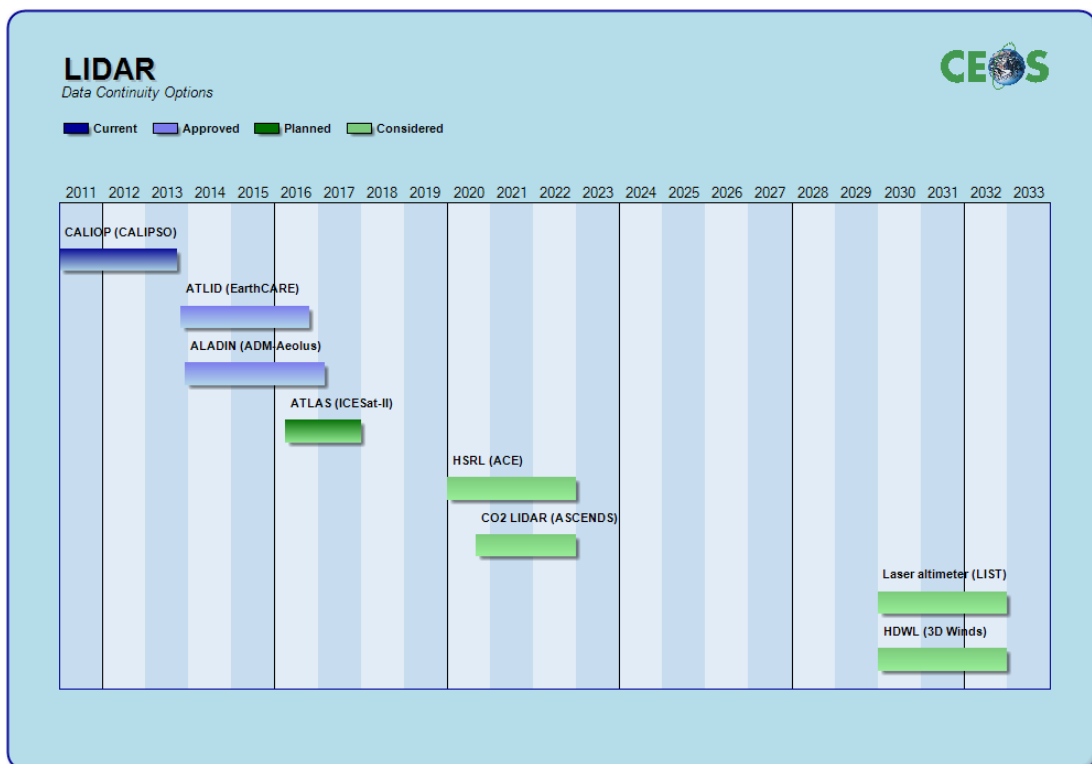 LIDAR
Data Continuity Options
CEOS
Current Approved Planned Considered
2011 2012 2013 2014 2015 2016 2017 2018 2019 2020 2021 2022 2023 2024 2025 2026 2027 2028 2029 2030 2031 2032 2033
CALIOP (CALIPSO)
ATLID (EarthCARE)
ALADIN (ADM-Aeolus)
ATLAS (ICESat-II)
HSRL (ACE)
CO2 LIDAR (ASCENDS)
Laser altimeter (LIST)
HDWL (3D Winds)